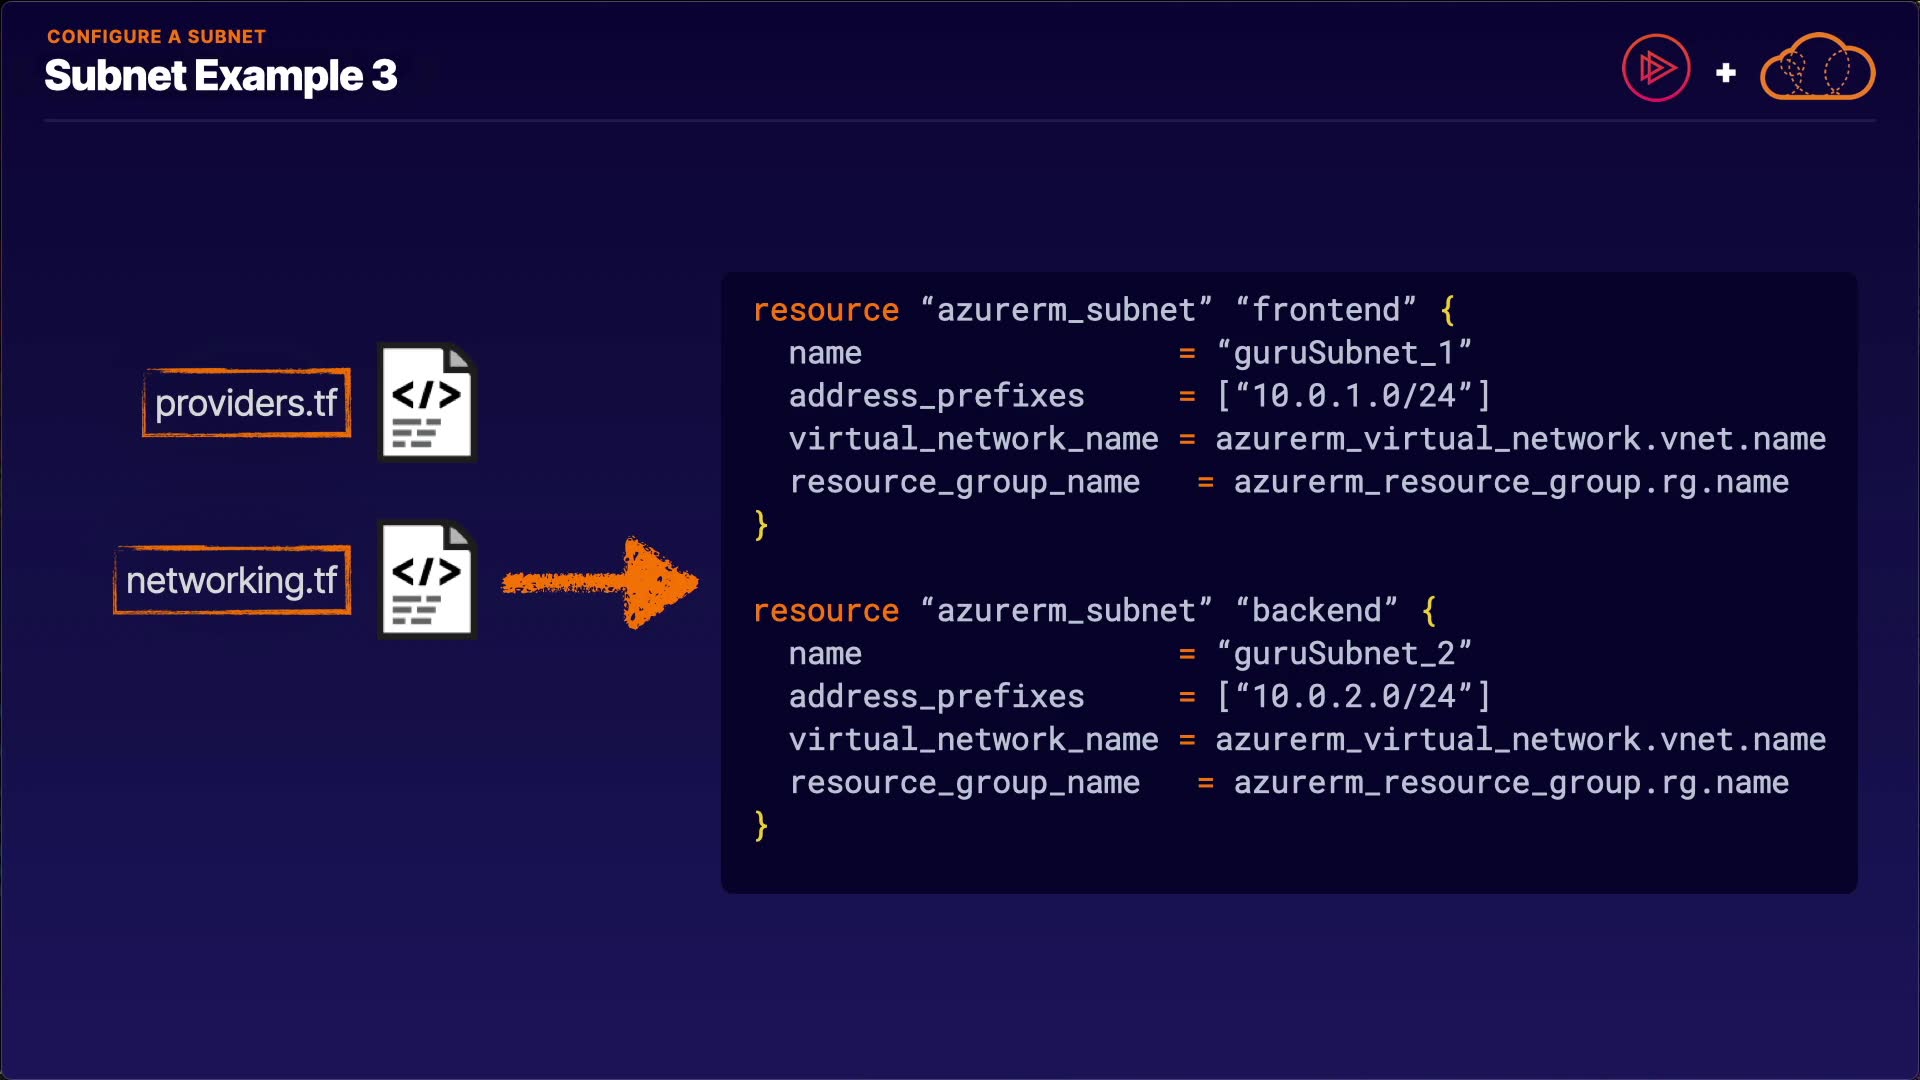 CONFIGURE A SUBNET
Subnet Example 3
+
providers.tf
</>
networking.tf
</>
resource “azurerm_subnet” “frontend” {
  name                  = “guruSubnet_1”
  address_prefixes      = [“10.0.1.0/24”]
  virtual_network_name = azurerm_virtual_network.vnet.name
  resource_group_name   = azurerm_resource_group.rg.name
}
resource “azurerm_subnet” “backend” {
  name                  = “guruSubnet_2”
  address_prefixes      = [“10.0.2.0/24”]
  virtual_network_name = azurerm_virtual_network.vnet.name
  resource_group_name   = azurerm_resource_group.rg.name
}